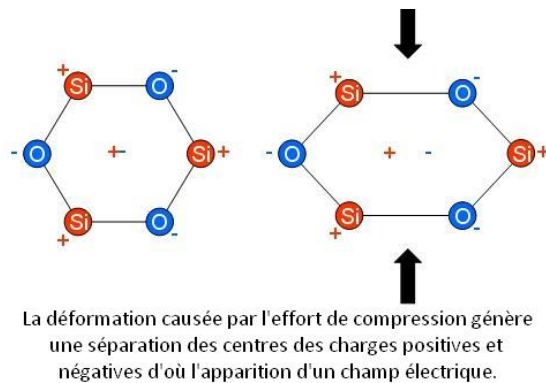 + - + -
Si O Si O
- O +- Si + - O + - Si +
Si O Si O
+ - + -
La déformation causée par l'effort de compression génère
une séparation des centres des charges positives et
négatives d'où l'apparition d'un champ électrique.